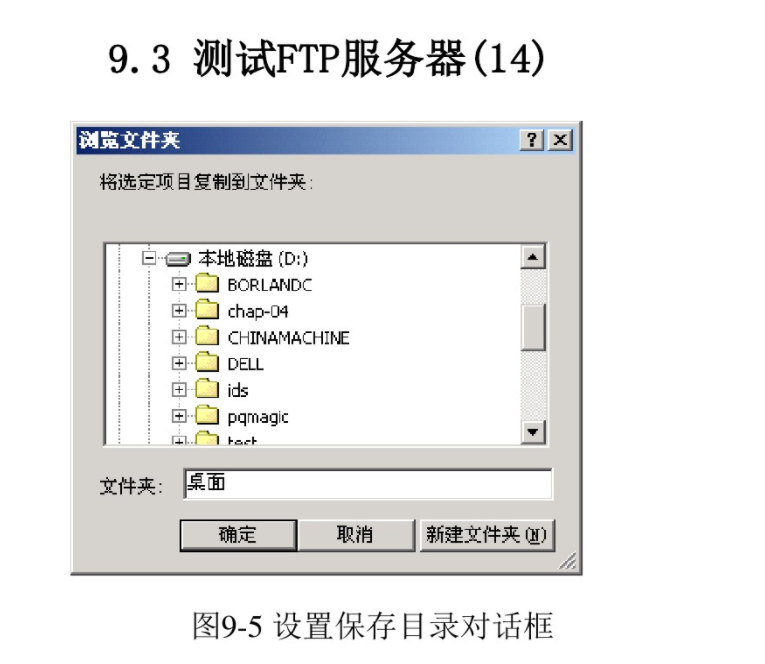 9.3 测试FTP服务器(14)
浏览文件夹
将选定项目复制到文件夹:
本地磁盘 (D:)
BORLANDC
chap-04
CHINAMACHINE
DELL
ids
pqmagic
test
文件夹: 桌面
确定 取消 新建文件夹(N)
图9-5 设置保存目录对话框